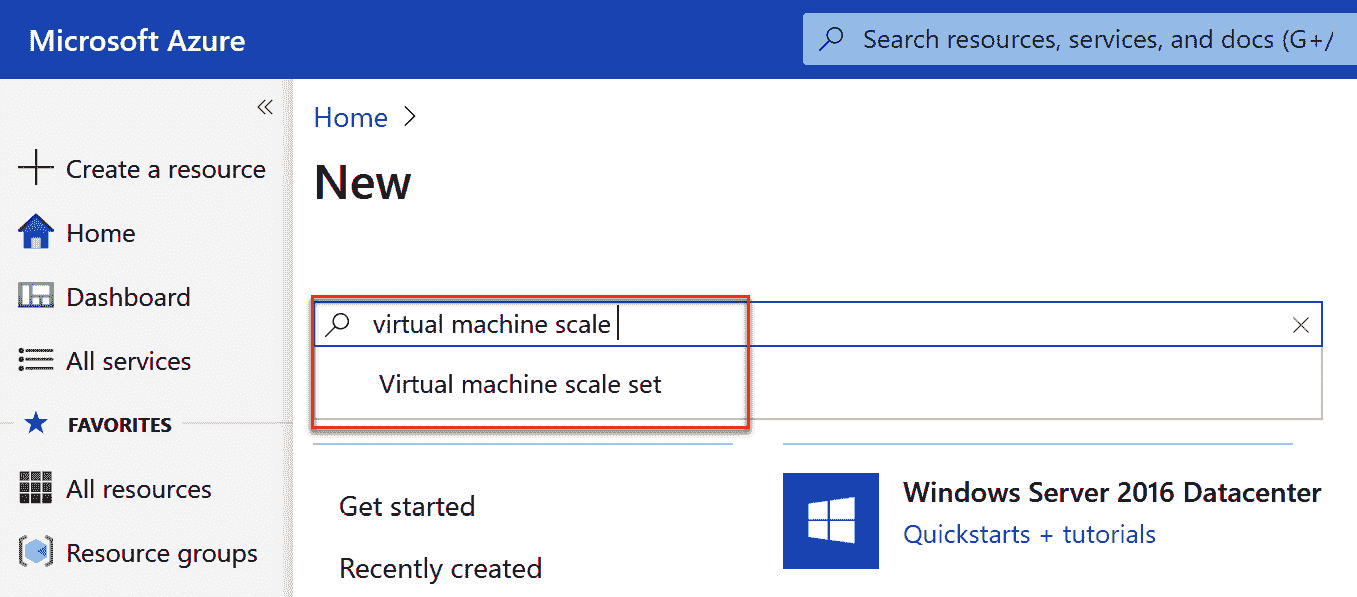 Microsoft Azure
Search resources, services, and docs (G+/
«
Create a resource
Home
Dashboard
All services
FAVORITES
All resources
Resource groups
Home >
New
virtual machine scale
Virtual machine scale set
Get started
Recently created
Windows Server 2016 Datacenter
Quickstarts + tutorials